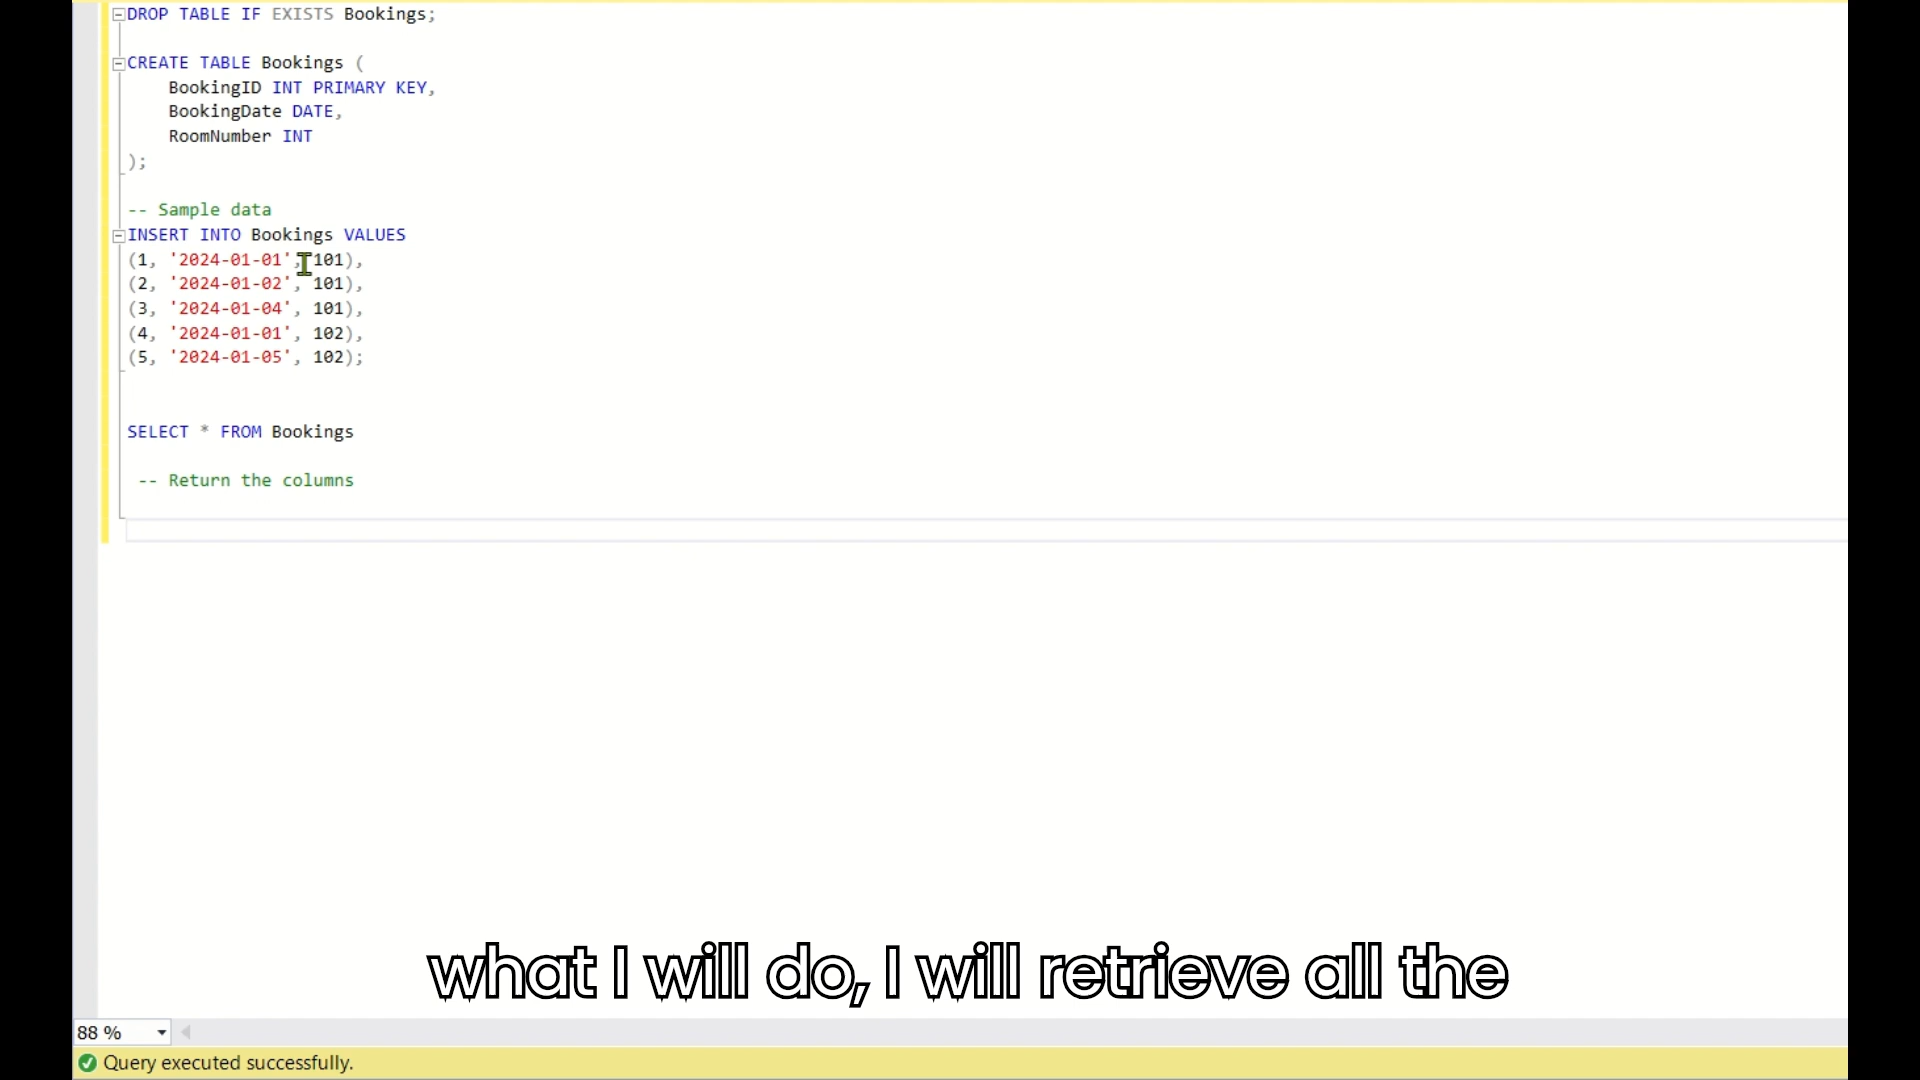 DROP TABLE IF EXISTS Bookings;
CREATE TABLE Bookings (
BookingID INT PRIMARY KEY,
BookingDate DATE,
RoomNumber INT
);
-- Sample data
INSERT INTO Bookings VALUES
(1, '2024-01-01', 101),
(2, '2024-01-02', 101),
(3, '2024-01-04', 101),
(4, '2024-01-01', 102),
(5, '2024-01-05', 102);
SELECT * FROM Bookings
-- Return the columns
what I will do, I will retrieve all the
88 %
Query executed successfully.